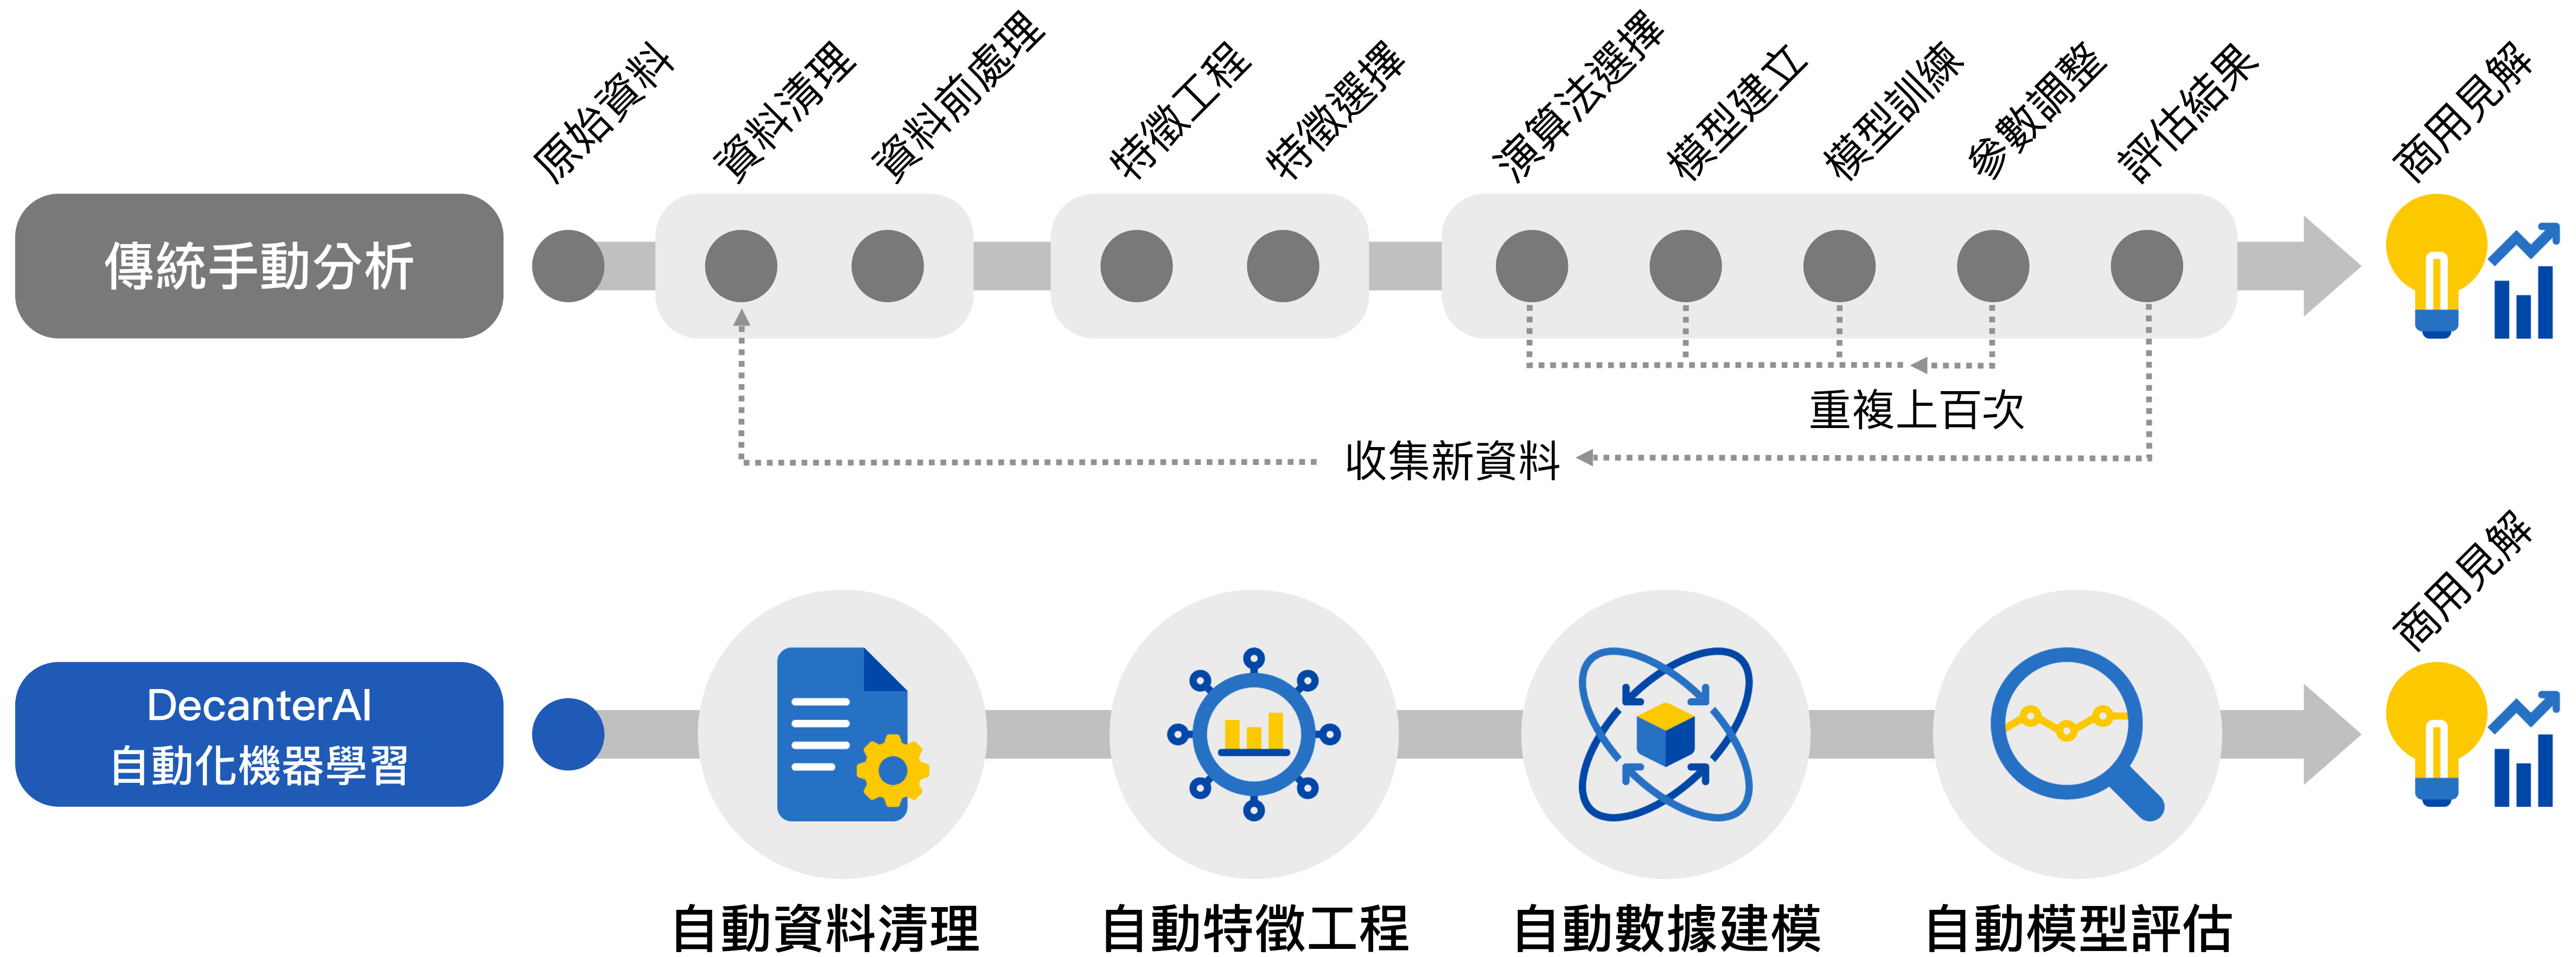 原始資料
資料清理
資料前處理
特徵工程
特徵選擇
演算法選擇
模型建立
模型訓練
參數調整
評估結果
商用見解
傳統手動分析
重複上百次
收集新資料
商用見解
DecanterAI
自動化機器學習
自動資料清理
自動特徵工程
自動數據建模
自動模型評估